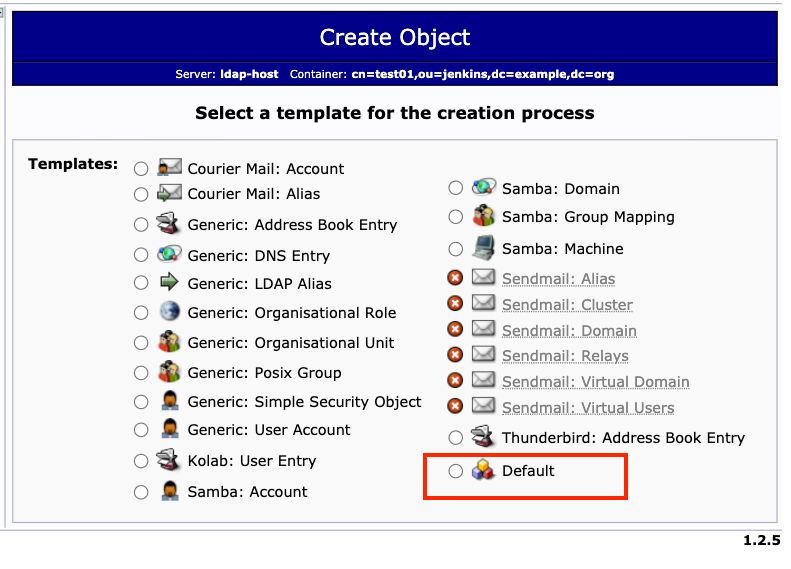 Create Object
Server: ldap-host Container: cn=test01,ou=jenkins,dc=example,dc=org
Select a template for the creation process
Templates:
Courier Mail: Account
Courier Mail: Alias
Generic: Address Book Entry
Generic: DNS Entry
Generic: LDAP Alias
Generic: Organisational Role
Generic: Organisational Unit
Generic: Posix Group
Generic: Simple Security Object
Generic: User Account
Kolab: User Entry
Samba: Account
Samba: Domain
Samba: Group Mapping
Samba: Machine
Sendmail: Alias
Sendmail: Cluster
Sendmail: Domain
Sendmail: Relays
Sendmail: Virtual Domain
Sendmail: Virtual Users
Thunderbird: Address Book Entry
Default
1.2.5